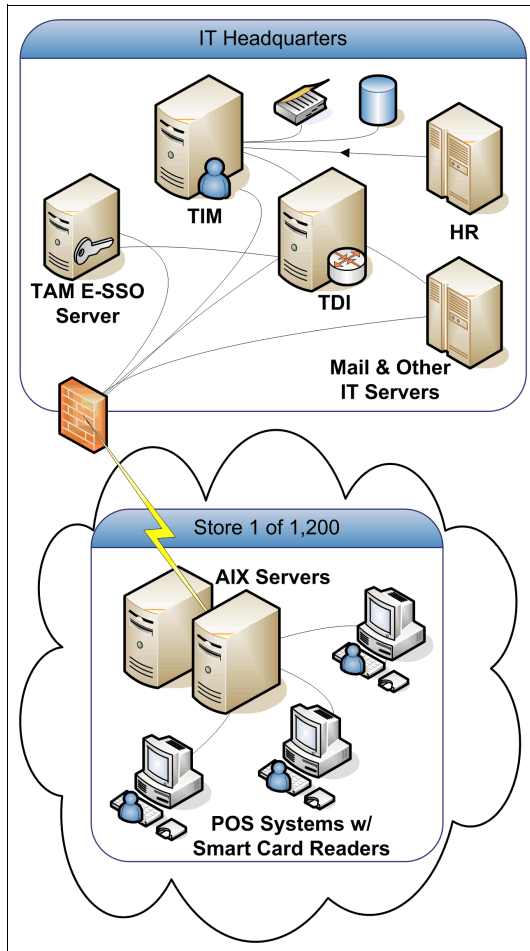 IT Headquarters
TIM
HR
TAM E-SSO
Server
TDI
Mail & Other
IT Servers
Store 1 of 1,200
AIX Servers
POS Systems w/
Smart Card Readers